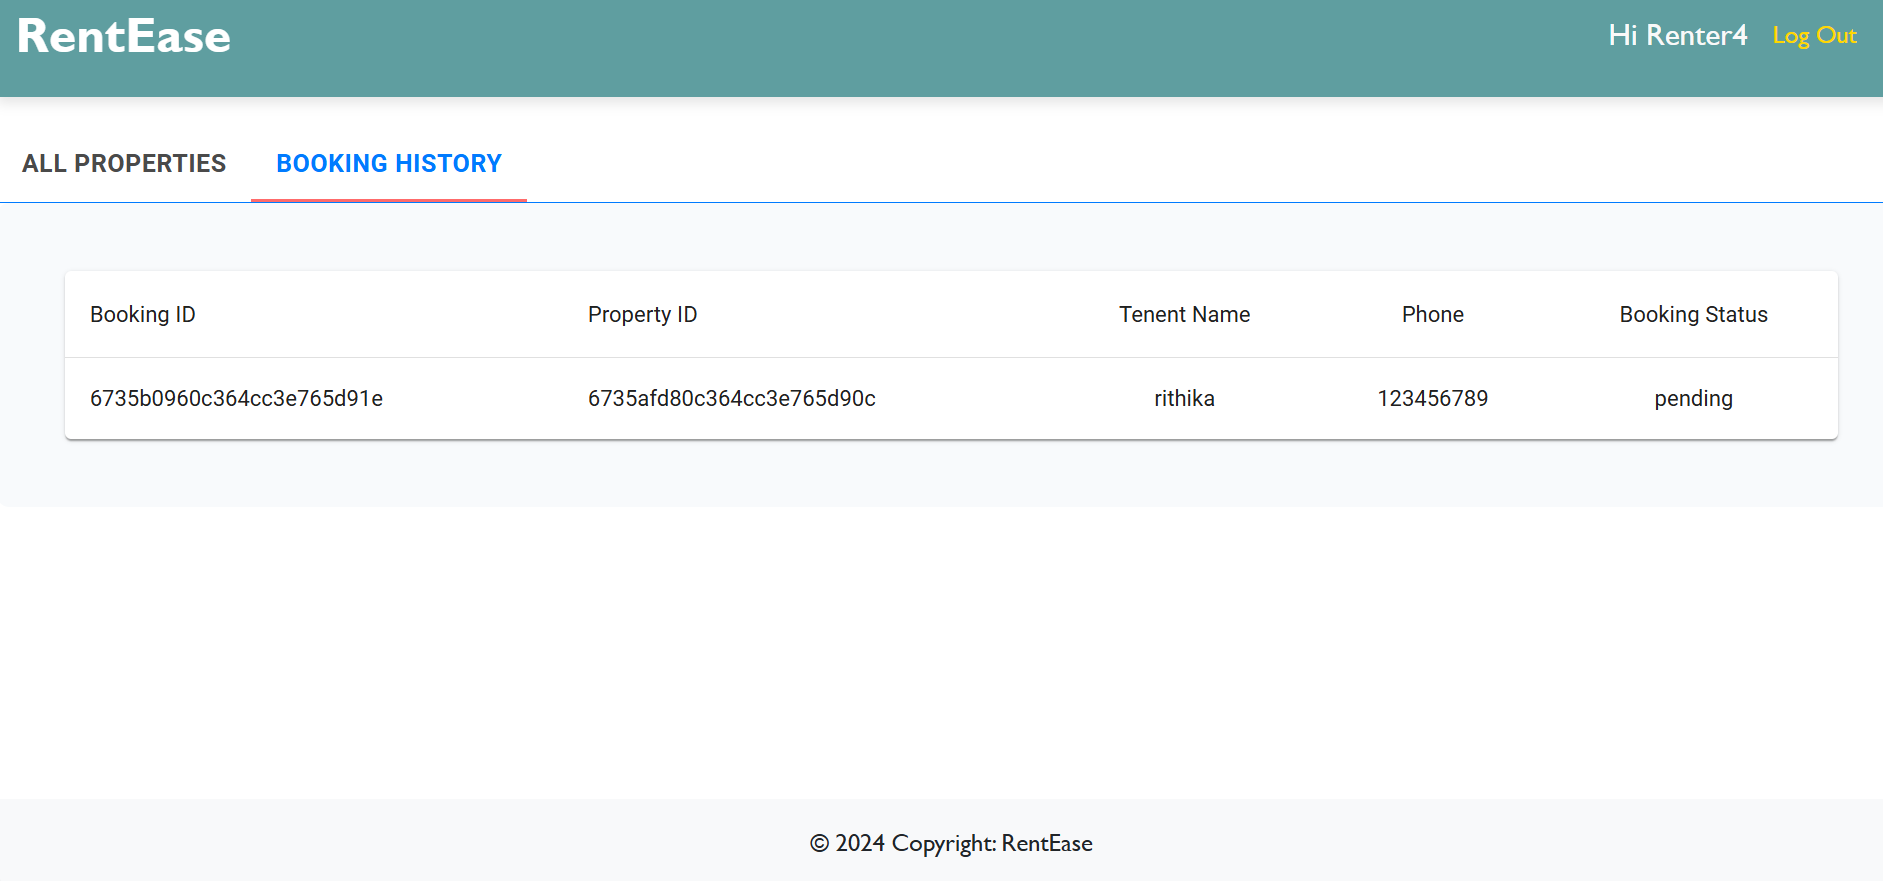 RentEase
Hi Renter4 Log Out
ALL PROPERTIES BOOKING HISTORY
Booking ID Property ID Tenent Name Phone Booking Status
6735b0960c364cc3e765d91e 6735afd80c364cc3e765d90c rithika 123456789 pending
© 2024 Copyright: RentEase